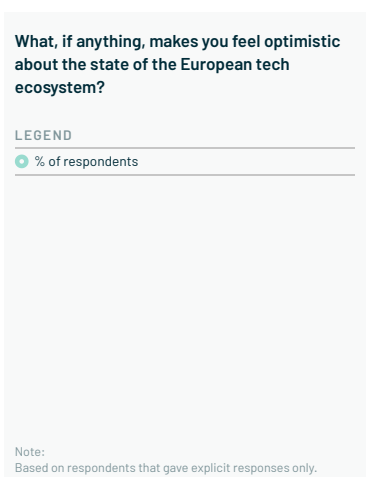 What, if anything, makes you feel optimistic
about the state of the European tech
ecosystem?
LEGEND
% of respondents
Note:
Based on respondents that gave explicit responses only.